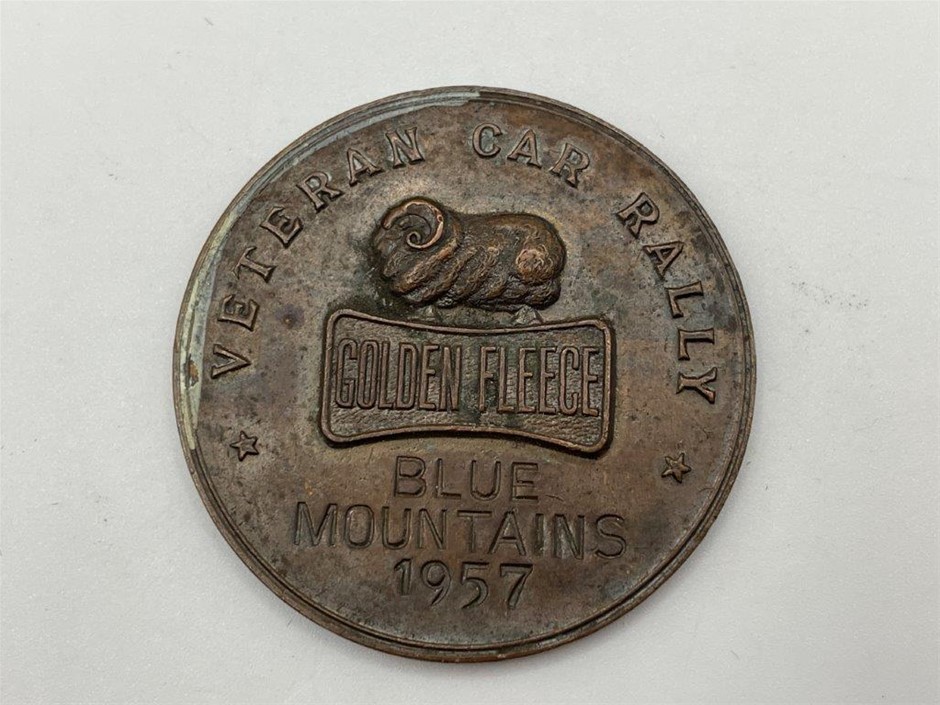 VETERAN CAR RALLY
GOLDEN FLEECE
BLUE
MOUNTAINS
1957